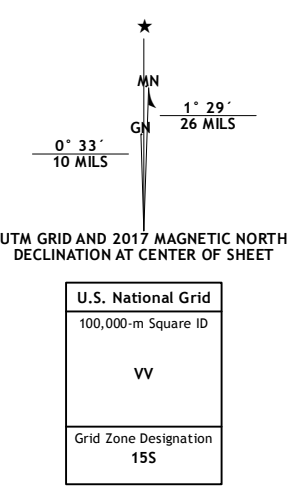 ★
MN
1° 29´
26 MILS
GN
0° 33´
10 MILS
UTM GRID AND 2017 MAGNETIC NORTH
DECLINATION AT CENTER OF SHEET
U.S. National Grid
100,000-m Square ID
VV
Grid Zone Designation
15S